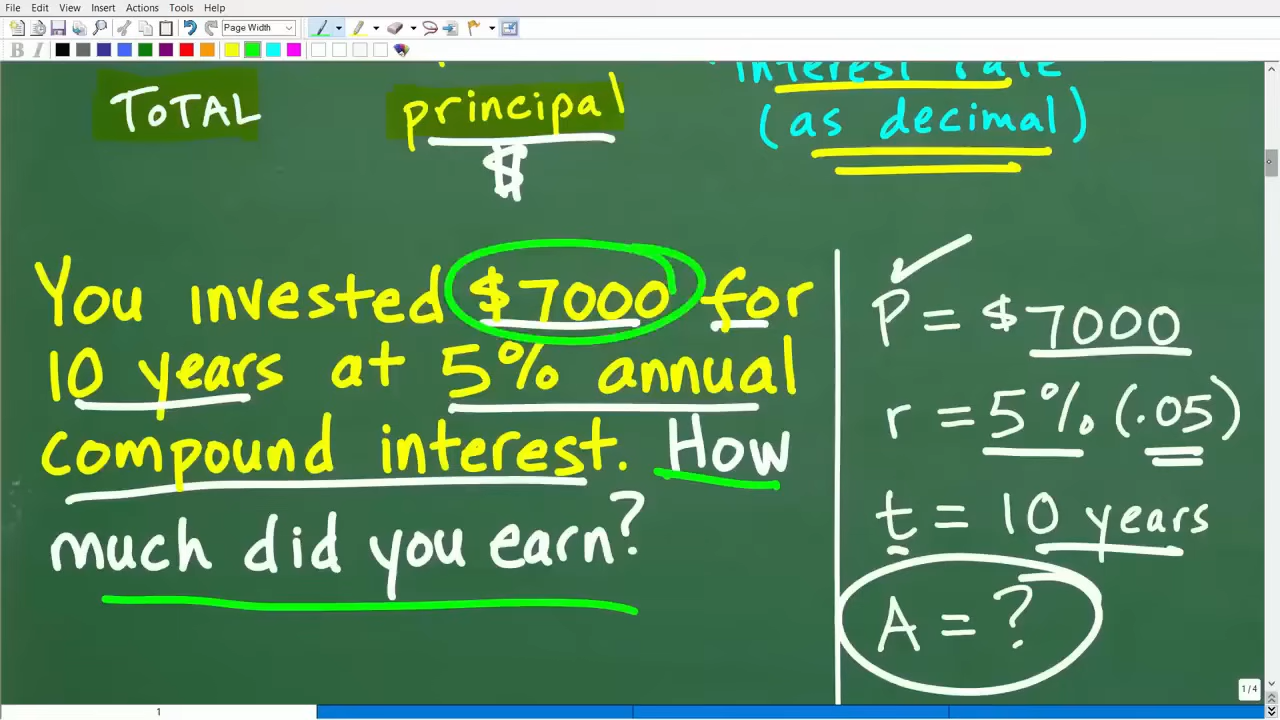 File Edit View Insert Actions Tools Help
Page Width
B I
interest rate
TOTAL principal (as decimal)
$
You invested $7000 for
10 years at 5% annual
compound interest. How
much did you earn?
P = $7000
r = 5% (.05)
t = 10 years
A = ?
1/4
1